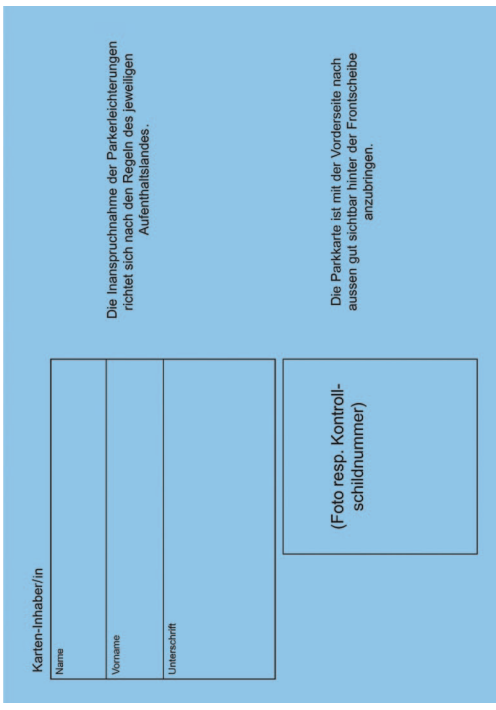 Karten-Inhaber/in
Name
Vorname
Unterschrift
(Foto resp. Kontroll-
schildnummer)
Die Inanspruchnahme der Parkerleichterungen
richtet sich nach den Regeln des jeweiligen
Aufenthaltslandes.
Die Parkkarte ist mit der Vorderseite nach
aussen gut sichtbar hinter der Frontscheibe
anzubringen.